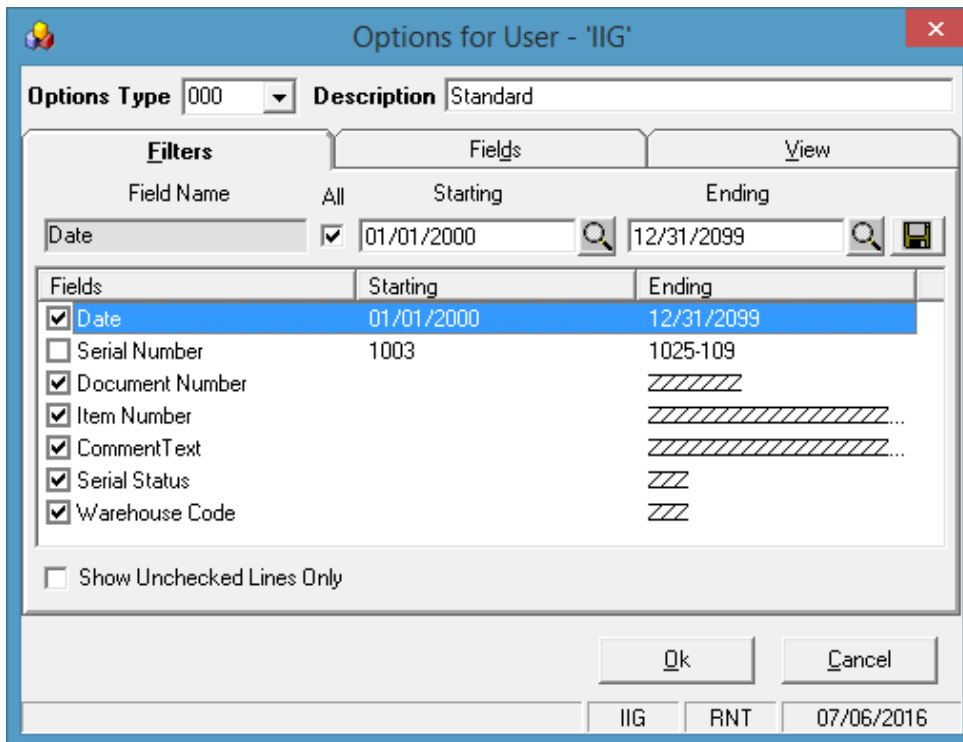 Options for User - 'IIG'
Options Type 000 Description Standard
Filters Fields View
Field Name All Starting Ending
Date 01/01/2000 12/31/2099
Fields Starting Ending
Date 01/01/2000 12/31/2099
Serial Number 1003 1025-109
Document Number ZZZZZZZ
Item Number ZZZZZZZZZZZZZZZZZZ...
CommentText ZZZZZZZZZZZZZZZZZZ...
Serial Status ZZZ
Warehouse Code ZZZ
Show Unchecked Lines Only
Ok Cancel
IIG RNT 07/06/2016